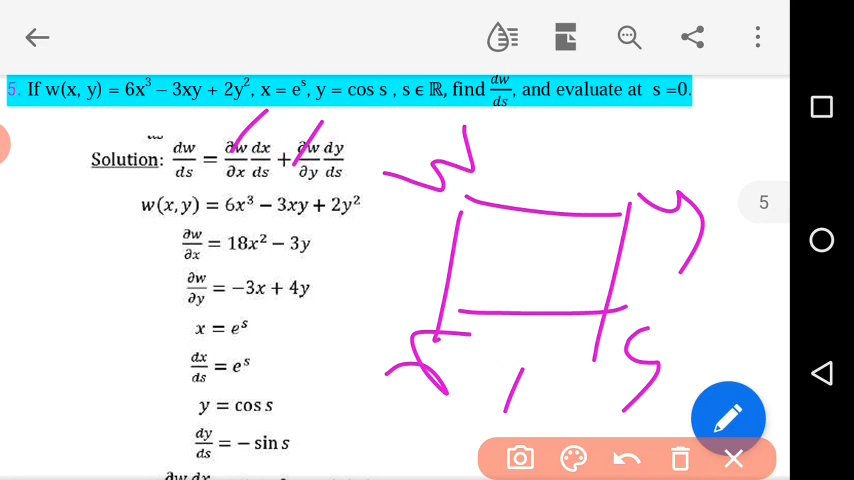 5. If w(x, y) = 6x³ − 3xy + 2y², x = eˢ, y = cos s , s ϵ ℝ, find dw/ds, and evaluate at s =0.
Solution: dw/ds = ∂w/∂x dx/ds + ∂w/∂y dy/ds
w(x, y) = 6x³ − 3xy + 2y²
∂w/∂x = 18x² − 3y
∂w/∂y = −3x + 4y
x = eˢ
dx/ds = eˢ
y = cos s
dy/ds = − sin s
w
y
x
s
5